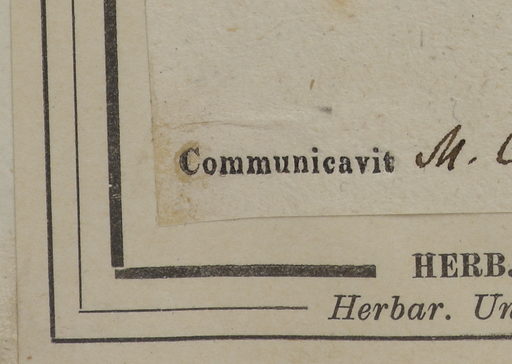 Communicavit M.
HERB.
Herbar. Un